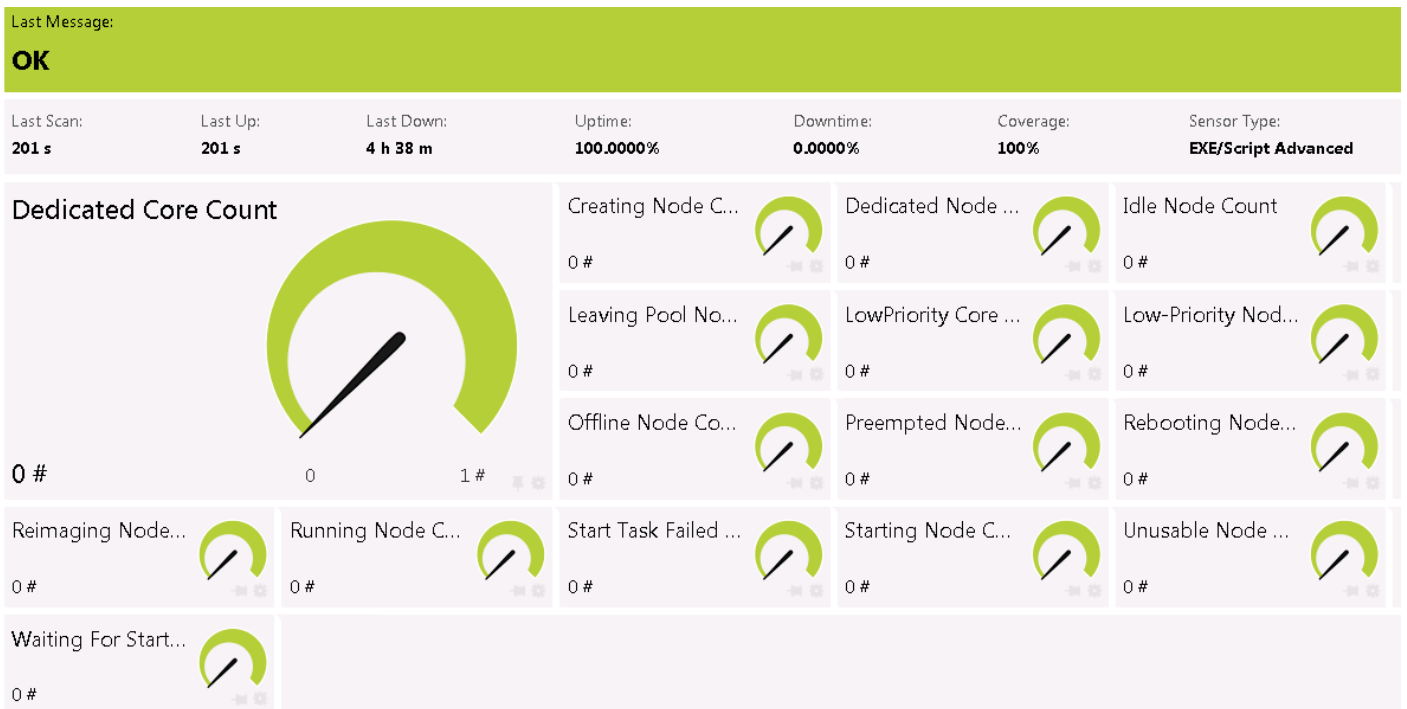 Last Message:
OK
Last Scan: Last Up: Last Down: Uptime: Downtime: Coverage: Sensor Type:
201 s 201 s 4 h 38 m 100.0000% 0.0000% 100% EXE/Script Advanced
Dedicated Core Count
0 #
0 1 #
Creating Node C... Dedicated Node ... Idle Node Count
0 # 0 # 0 #
Leaving Pool No... LowPriority Core ... Low-Priority Nod...
0 # 0 # 0 #
Offline Node Co... Preempted Node... Rebooting Node...
0 # 0 # 0 #
Reimaging Node... Running Node C... Start Task Failed ... Starting Node C... Unusable Node ...
0 # 0 # 0 # 0 # 0 #
Waiting For Start...
0 #